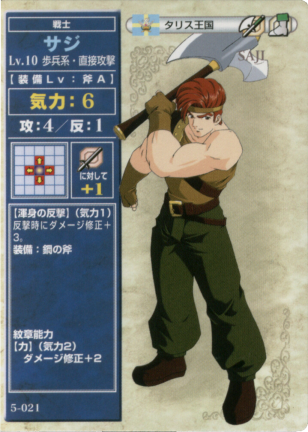 戦士
サジ
Lv.10 歩兵系・直接攻撃
【装備Lv:斧A】
気力:6
攻:4/反:1
に対して
+1
【渾身の反撃】(気力1)
反撃時にダメージ修正+
3。
装備:鋼の斧
紋章能力
【力】(気力2)
ダメージ修正+2
5-021
タリス王国
SAJI